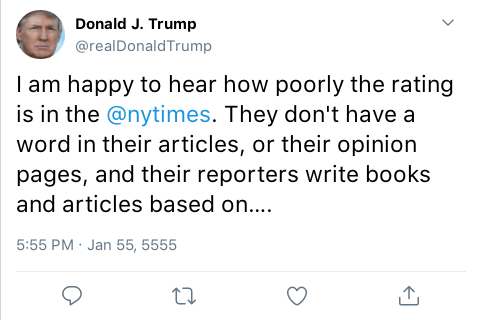 Donald J. Trump
@realDonaldTrump
I am happy to hear how poorly the rating
is in the @nytimes. They don't have a
word in their articles, or their opinion
pages, and their reporters write books
and articles based on....
5:55 PM · Jan 55, 5555